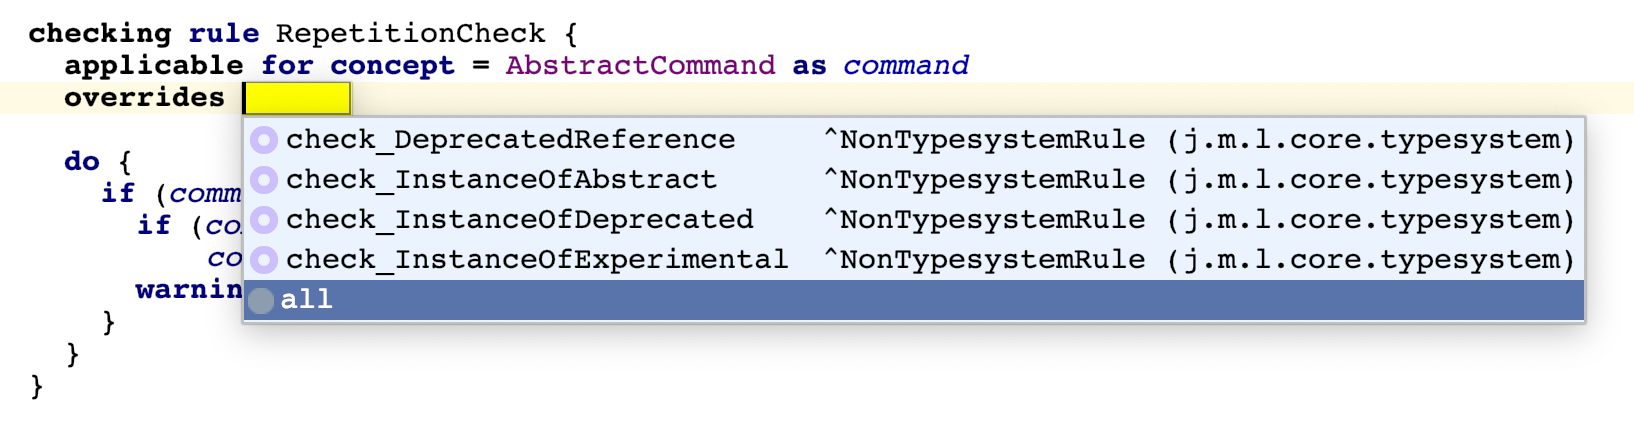 checking rule RepetitionCheck {
applicable for concept = AbstractCommand as command
overrides
check_DeprecatedReference ^NonTypesystemRule (j.m.l.core.typesystem)
do {
check_InstanceOfAbstract ^NonTypesystemRule (j.m.l.core.typesystem)
if (comm
check_InstanceOfDeprecated ^NonTypesystemRule (j.m.l.core.typesystem)
if (co
check_InstanceOfExperimental ^NonTypesystemRule (j.m.l.core.typesystem)
co
warnin
all
}
}
}